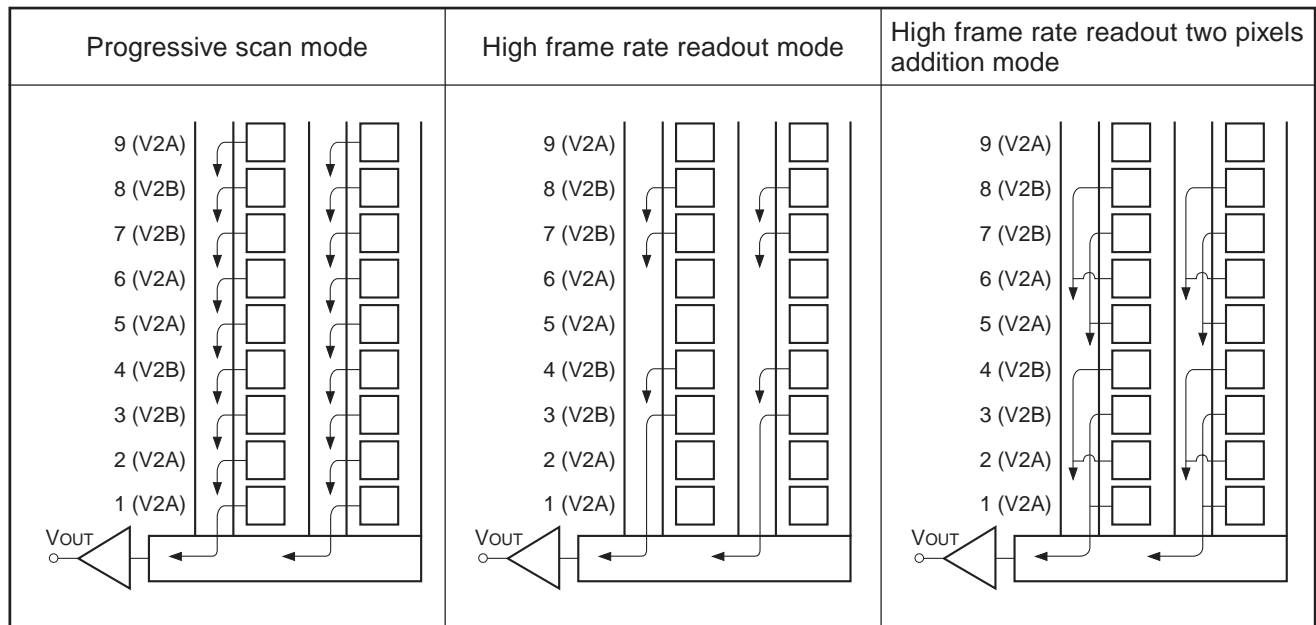 Progressive scan mode
High frame rate readout mode
High frame rate readout two pixels
addition mode
9 (V2A)
8 (V2B)
7 (V2B)
6 (V2A)
5 (V2A)
4 (V2B)
3 (V2B)
2 (V2A)
1 (V2A)
VOUT
9 (V2A)
8 (V2B)
7 (V2B)
6 (V2A)
5 (V2A)
4 (V2B)
3 (V2B)
2 (V2A)
1 (V2A)
VOUT
9 (V2A)
8 (V2B)
7 (V2B)
6 (V2A)
5 (V2A)
4 (V2B)
3 (V2B)
2 (V2A)
1 (V2A)
VOUT